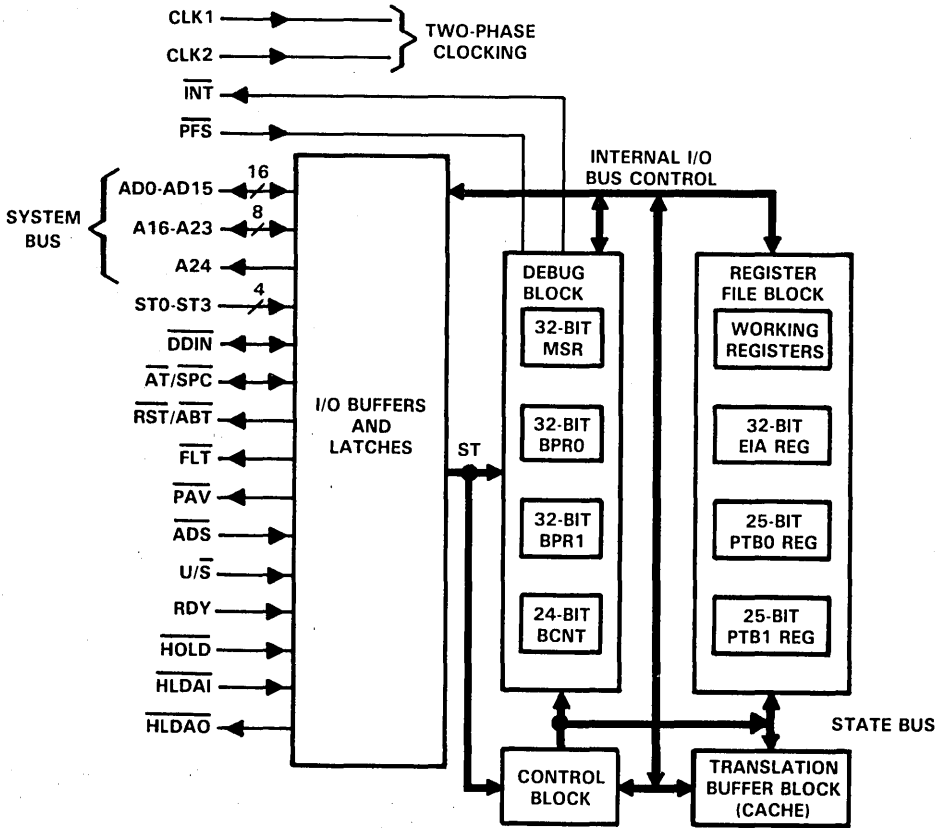 CLK1
CLK2
TWO-PHASE
CLOCKING
INT
PFS
SYSTEM
BUS
AD0-AD15
16
A16-A23
8
A24
ST0-ST3
4
DDIN
AT/SPC
RST/ABT
FLT
PAV
ADS
U/S
RDY
HOLD
HLDAI
HLDAO
I/O BUFFERS
AND
LATCHES
ST
INTERNAL I/O
BUS CONTROL
DEBUG
BLOCK
32-BIT
MSR
32-BIT
BPR0
32-BIT
BPR1
24-BIT
BCNT
REGISTER
FILE BLOCK
WORKING
REGISTERS
32-BIT
EIA REG
25-BIT
PTB0 REG
25-BIT
PTB1 REG
STATE BUS
CONTROL
BLOCK
TRANSLATION
BUFFER BLOCK
(CACHE)